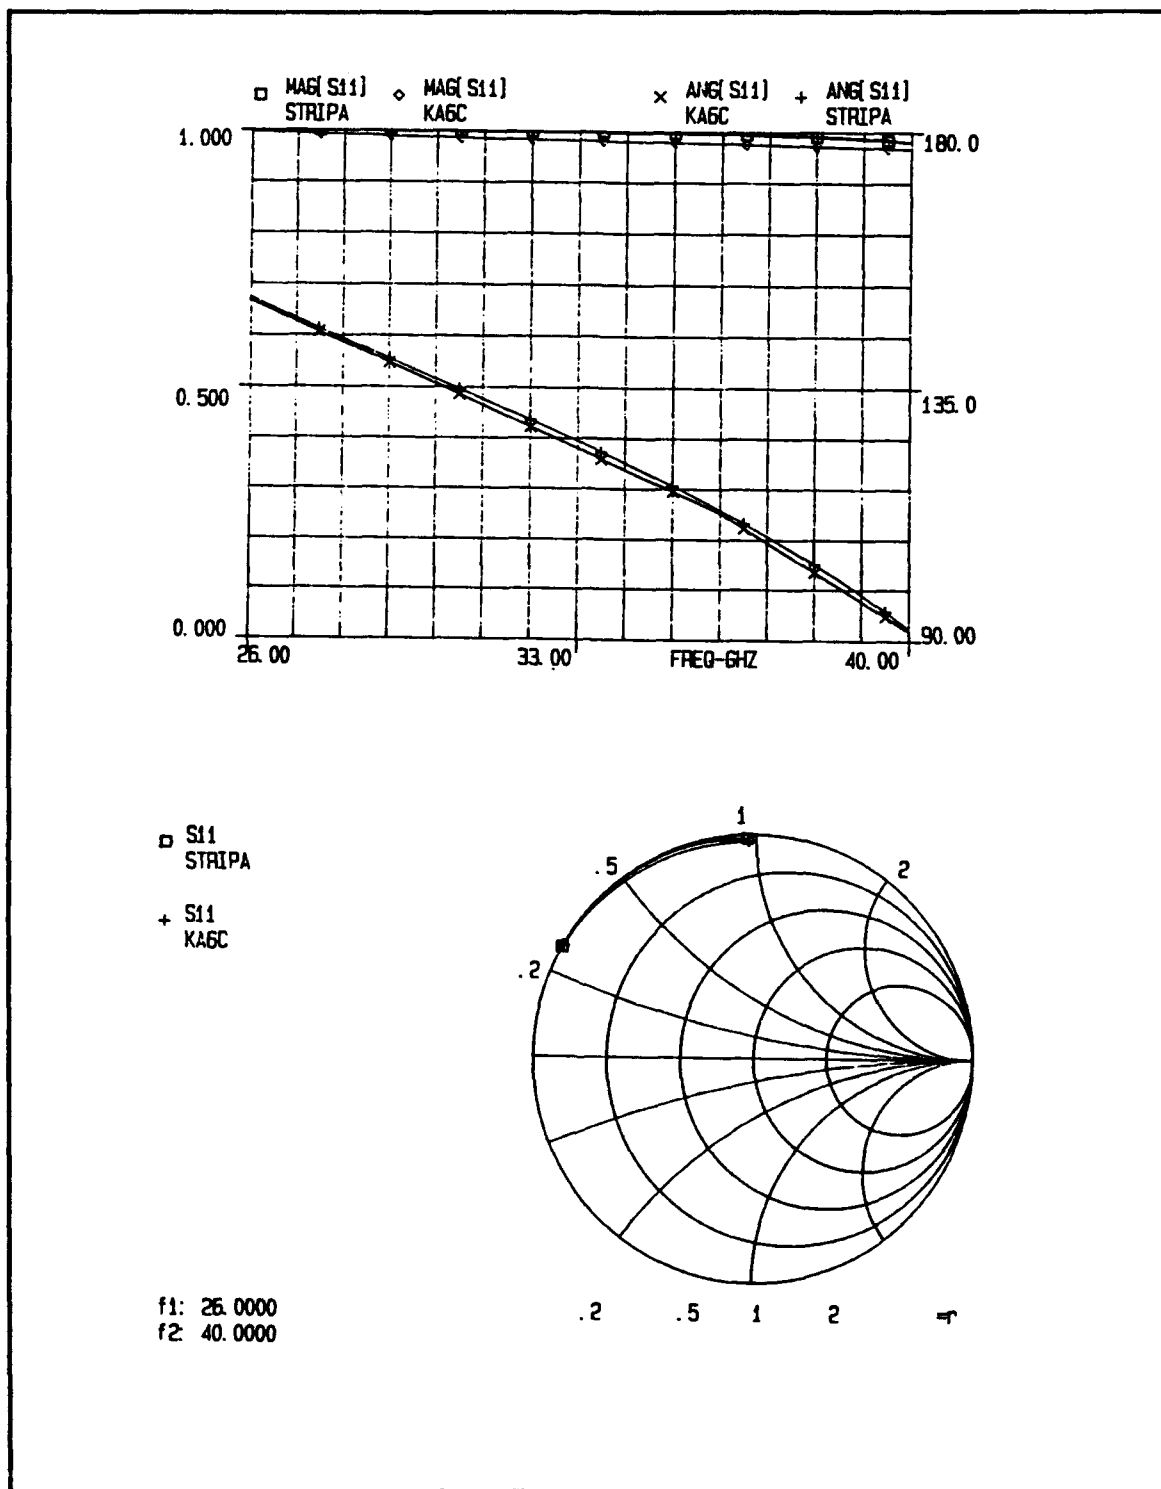 MAG[S11] MAG[S11] ANG[S11] ANG[S11]
STRIPA KA6C KA6C STRIPA
1.000 180.0
0.500 135.0
0.000 90.00
26.00 33.00 FREQ-GHZ 40.00
S11
STRIPA
S11
KA6C
1
.5 2
.2
f1: 26.0000
f2: 40.0000
.2 .5 1 2 =r